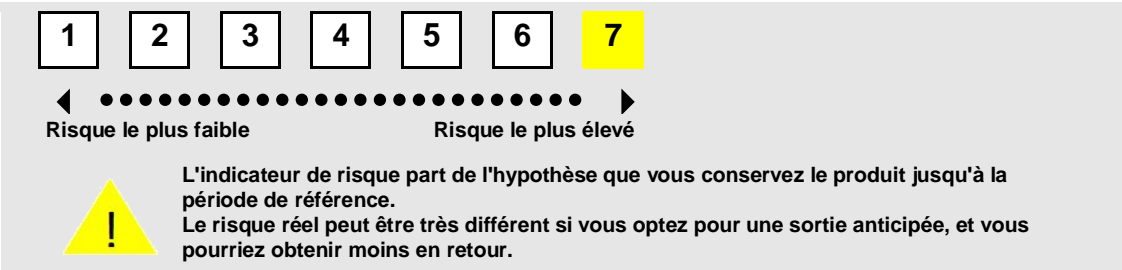 1 2 3 4 5 6 7
Risque le plus faible Risque le plus élevé
L'indicateur de risque part de l'hypothèse que vous conservez le produit jusqu'à la
période de référence.
Le risque réel peut être très différent si vous optez pour une sortie anticipée, et vous
pourriez obtenir moins en retour.
!